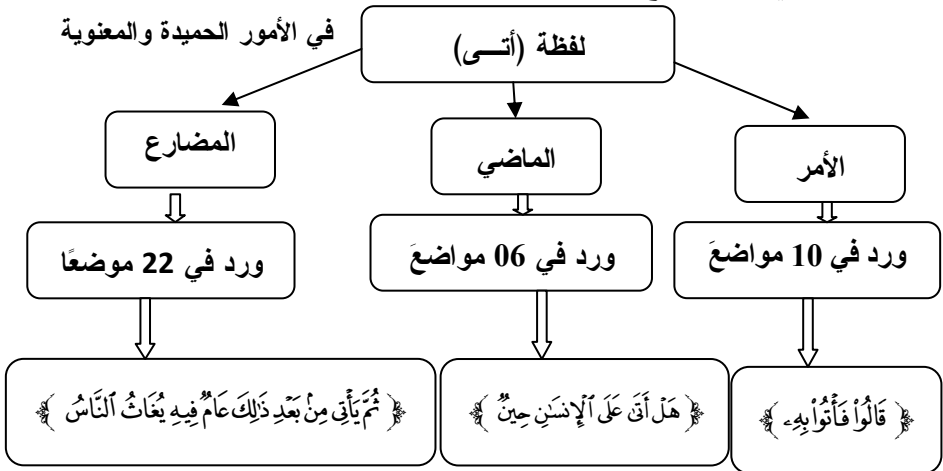 في الأمور الحميدة والمعنوية
لفظة (أتـــى)
الأمر
الماضي
المضارع
ورد في 10 مواضعَ
ورد في 06 مواضعَ
ورد في 22 موضعًا
﴿ قَالُوا۟ فَأْتُوا۟ بِهِۦ ﴾
﴿ هَلْ أَتَىٰ عَلَى ٱلْإِنسَٰنِ حِينٌ ﴾
﴿ ثُمَّ يَأْتِى مِنۢ بَعْدِ ذَٰلِكَ عَامٌ فِيهِ يُغَاثُ ٱلنَّاسُ ﴾